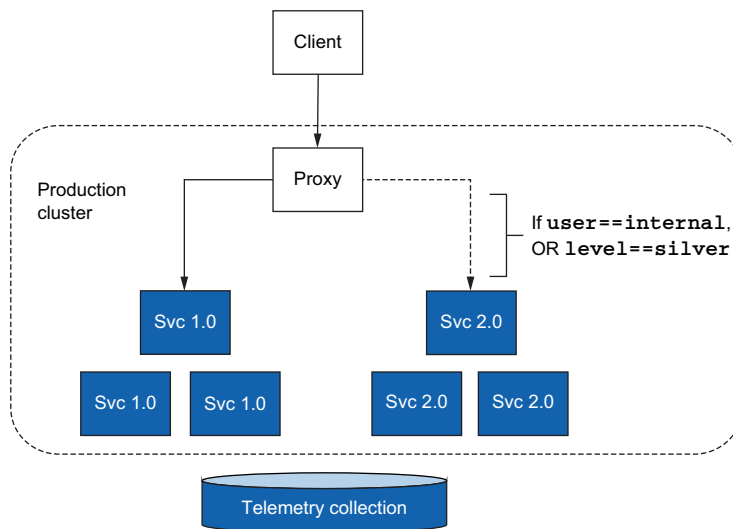 Client
Proxy
Production
cluster
If user==internal,
OR level==silver
Svc 1.0
Svc 2.0
Svc 1.0
Svc 1.0
Svc 2.0
Svc 2.0
Telemetry collection